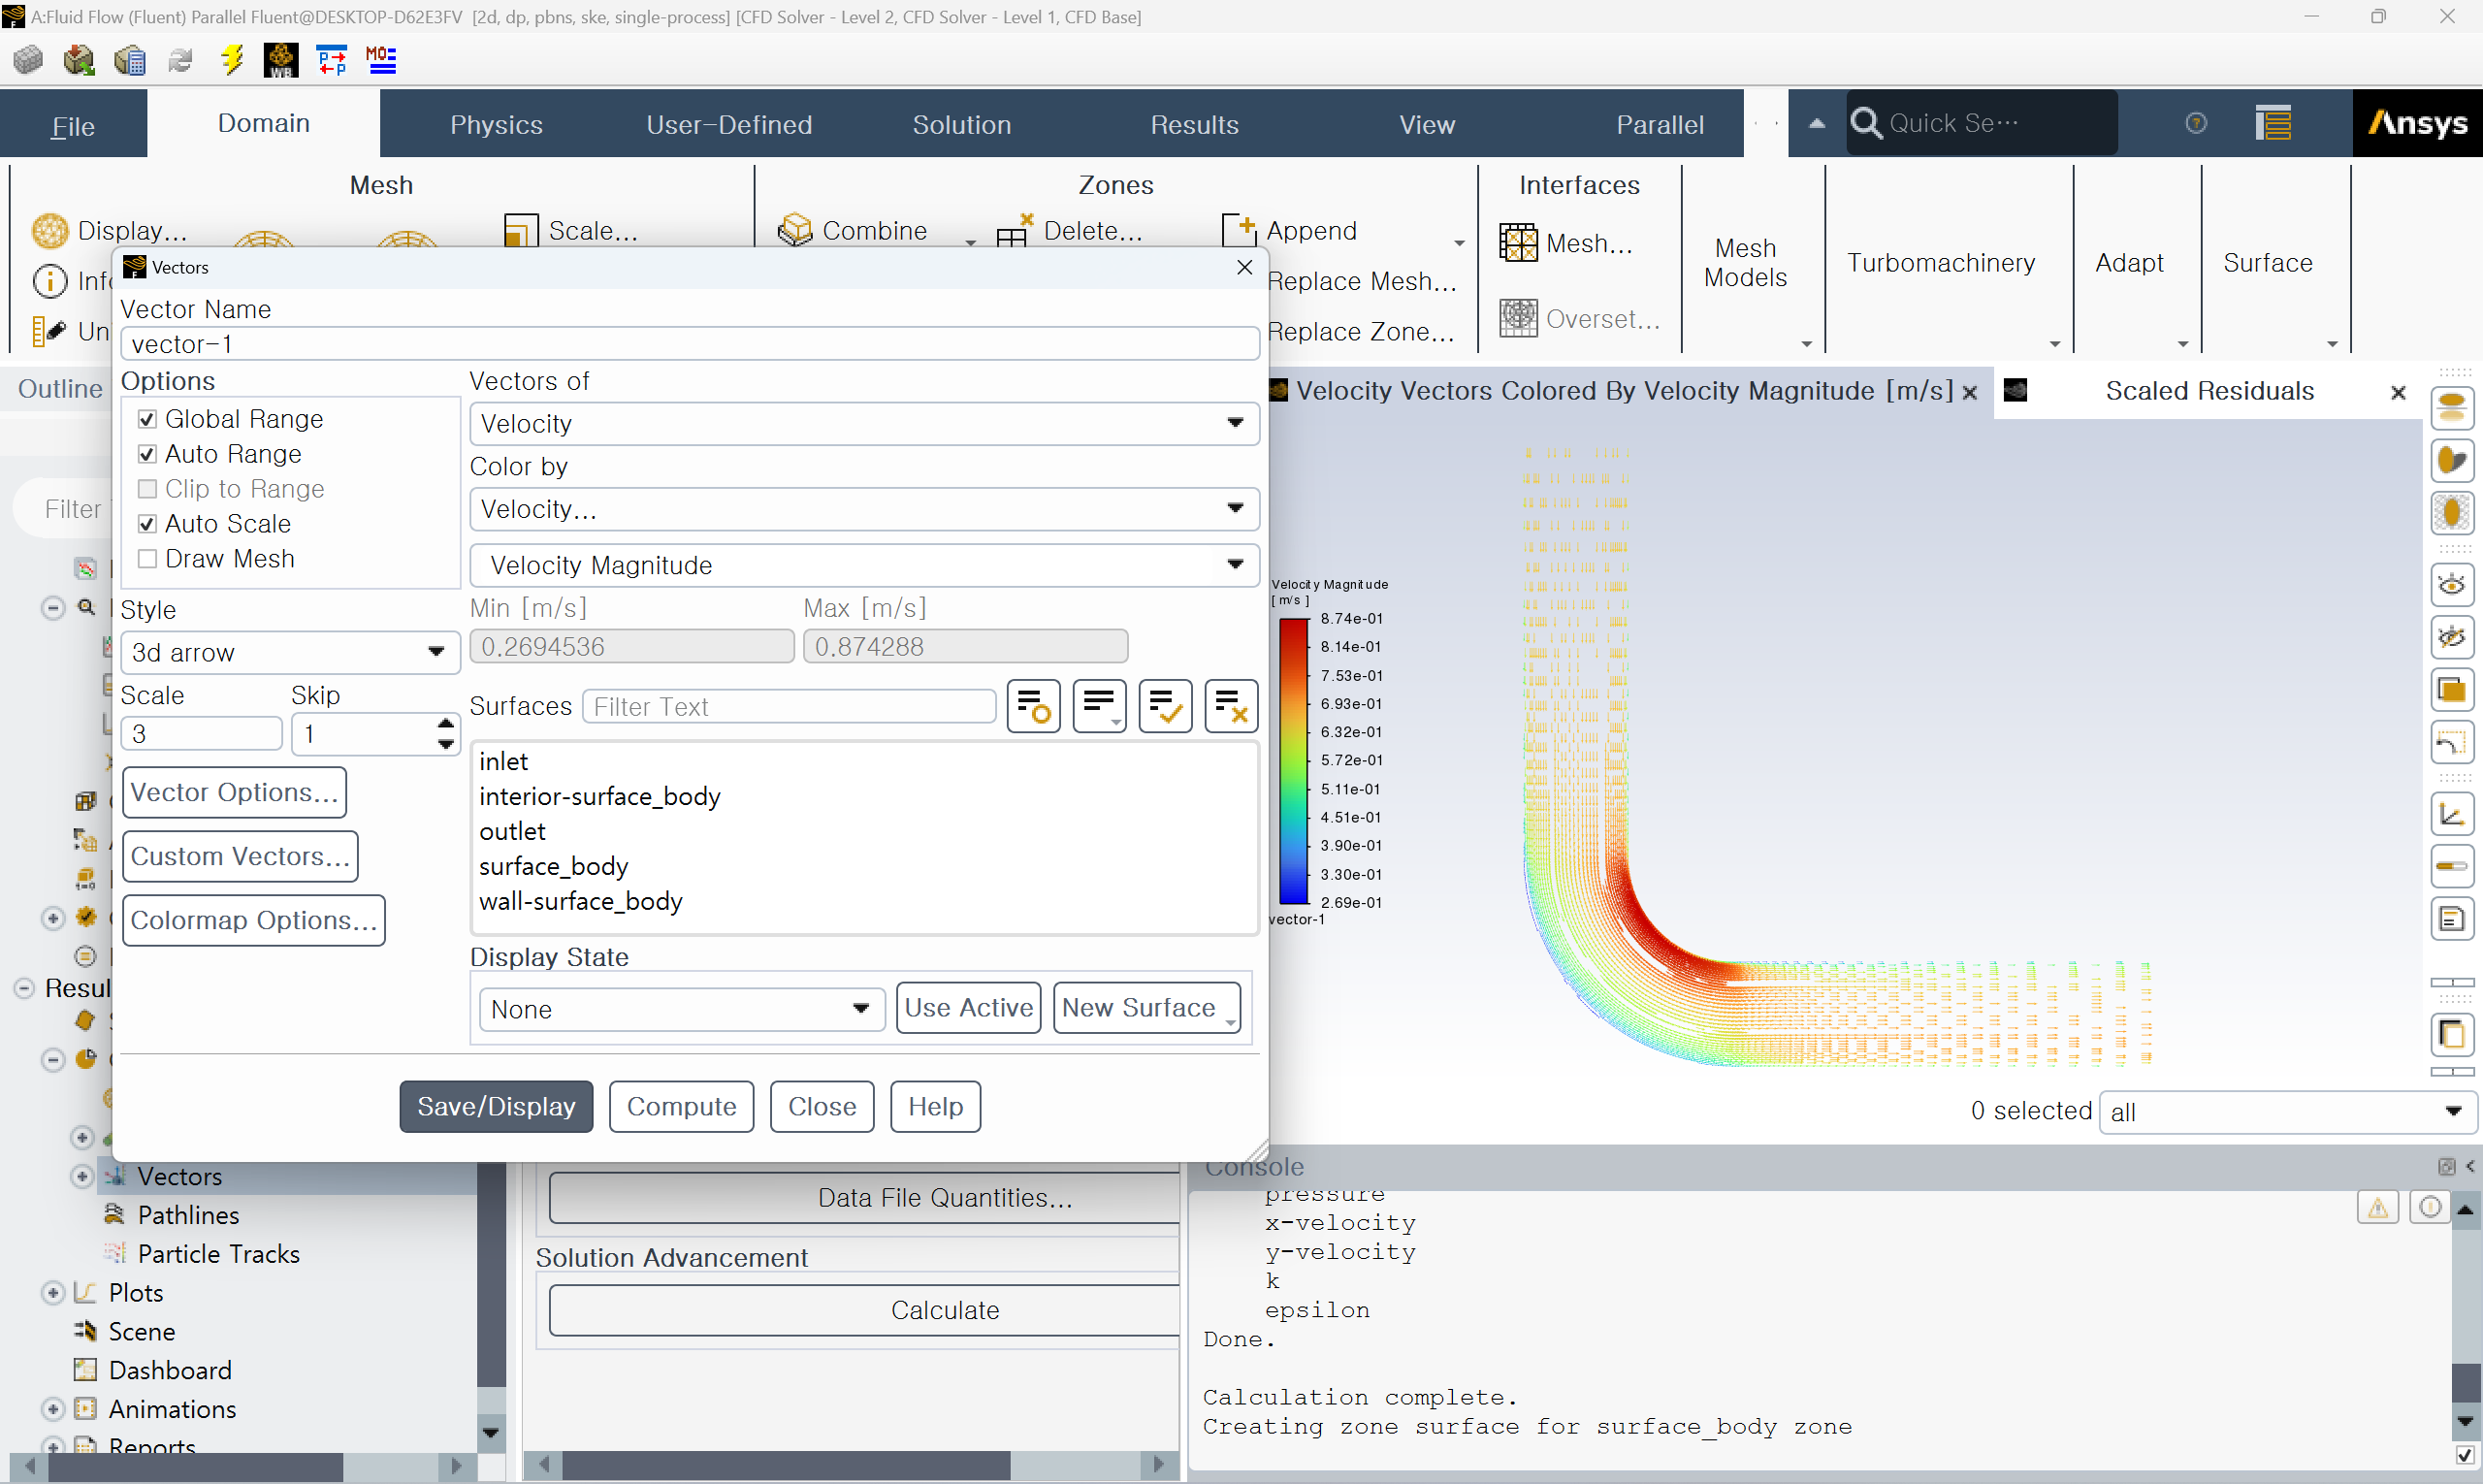 A:Fluid Flow (Fluent) Parallel Fluent@DESKTOP-D62E3FV [2d, dp, pbns, ske, single-process] [CFD Solver - Level 2, CFD Solver - Level 1, CFD Base]
WB
P P
MO
File Domain Physics User-Defined Solution Results View Parallel Quick Se... Ansys
Mesh Zones Interfaces
Display... Scale... Combine Delete... Append Mesh... Mesh Models Turbomachinery Adapt Surface
Replace Mesh...
Overset...
Replace Zone...
Vectors
Vector Name
vector-1
Outline
Filter
Options
Global Range
Auto Range
Clip to Range
Auto Scale
Draw Mesh
Style
3d arrow
Scale Skip
3 1
Vector Options...
Custom Vectors...
Colormap Options...
Vectors of
Velocity
Color by
Velocity...
Velocity Magnitude
Min [m/s] Max [m/s]
0.2694536 0.874288
Surfaces Filter Text
inlet
interior-surface_body
outlet
surface_body
wall-surface_body
Display State
None Use Active New Surface
Save/Display Compute Close Help
Velocity Vectors Colored By Velocity Magnitude [m/s] Scaled Residuals
Velocity Magnitude
[ m/s ]
8.74e-01
8.14e-01
7.53e-01
6.93e-01
6.32e-01
5.72e-01
5.11e-01
4.51e-01
3.90e-01
3.30e-01
2.69e-01
vector-1
0 selected all
Vectors
Pathlines
Particle Tracks
Plots
Scene
Dashboard
Animations
Reports
Data File Quantities...
Solution Advancement
Calculate
Console
pressure
x-velocity
y-velocity
k
epsilon
Done.
Calculation complete.
Creating zone surface for surface_body zone